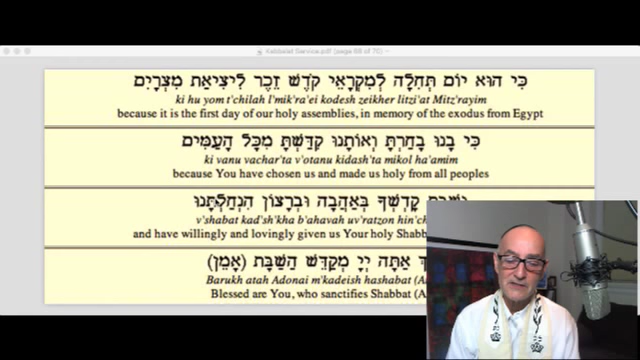 Kabbalat Service.pdf (page 68 of 70)
כִּי הוּא יוֹם תְּחִלָּה לְמִקְרָאֵי קֹדֶשׁ זֵכֶר לִיצִיאַת מִצְרָיִם
ki hu yom t'chilah l'mik'ra'ei kodesh zeikher litzi'at Mitz'rayim
because it is the first day of our holy assemblies, in memory of the exodus from Egypt
כִּי בָנוּ בָחַרְתָּ וְאוֹתָנוּ קִדַּשְׁתָּ מִכָּל הָעַמִּים
ki vanu vachar'ta v'otanu kidash'ta mikol ha'amim
because You have chosen us and made us holy from all peoples
וְשַׁבַּת קָדְשְׁךָ בְּאַהֲבָה וּבְרָצוֹן הִנְחַלְתָּנוּ
v'shabat kad'sh'kha b'ahavah uv'ratzon hin'ch
and have willingly and lovingly given us Your holy Shabb
ךְ אַתָּה יְיָ מְקַדֵּשׁ הַשַּׁבָּת (אָמֵן)
Barukh atah Adonai m'kadeish hashabat (A
Blessed are You, who sanctifies Shabbat (A